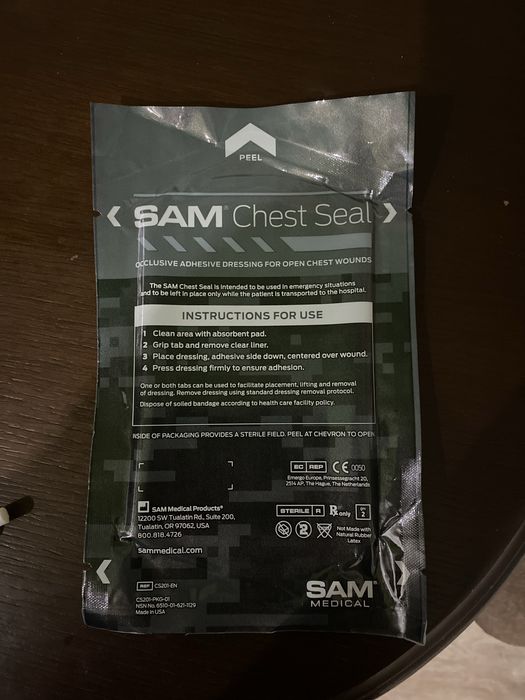 PEEL
SAM® Chest Seal
OCCLUSIVE ADHESIVE DRESSING FOR OPEN CHEST WOUNDS
The SAM Chest Seal is intended to be used in emergency situations
and to be left in place only while the patient is transported to the hospital.
INSTRUCTIONS FOR USE
1 Clean area with absorbent pad.
2 Grip tab and remove clear liner.
3 Place dressing, adhesive side down, centered over wound.
4 Press dressing firmly to ensure adhesion.
One or both tabs can be used to facilitate placement, lifting and removal
of dressing. Remove dressing using standard dressing removal protocol.
Dispose of soiled bandage according to health care facility policy.
INSIDE OF PACKAGING PROVIDES A STERILE FIELD. PEEL AT CHEVRON TO OPEN
EC REP CE 0050
Emergo Europe, Prinsessegracht 20,
2514 AP, The Hague, The Netherlands
SAM Medical Products®
12200 SW Tualatin Rd., Suite 200,
Tualatin, OR 97062, USA
800.818.4726
sammedical.com
STERILE R Rx only
2
2
Not Made with
Natural Rubber
Latex
REF CS201-EN
CS201-PKG-01
NSN No. 6510-01-621-1129
Made in USA
SAM®
MEDICAL